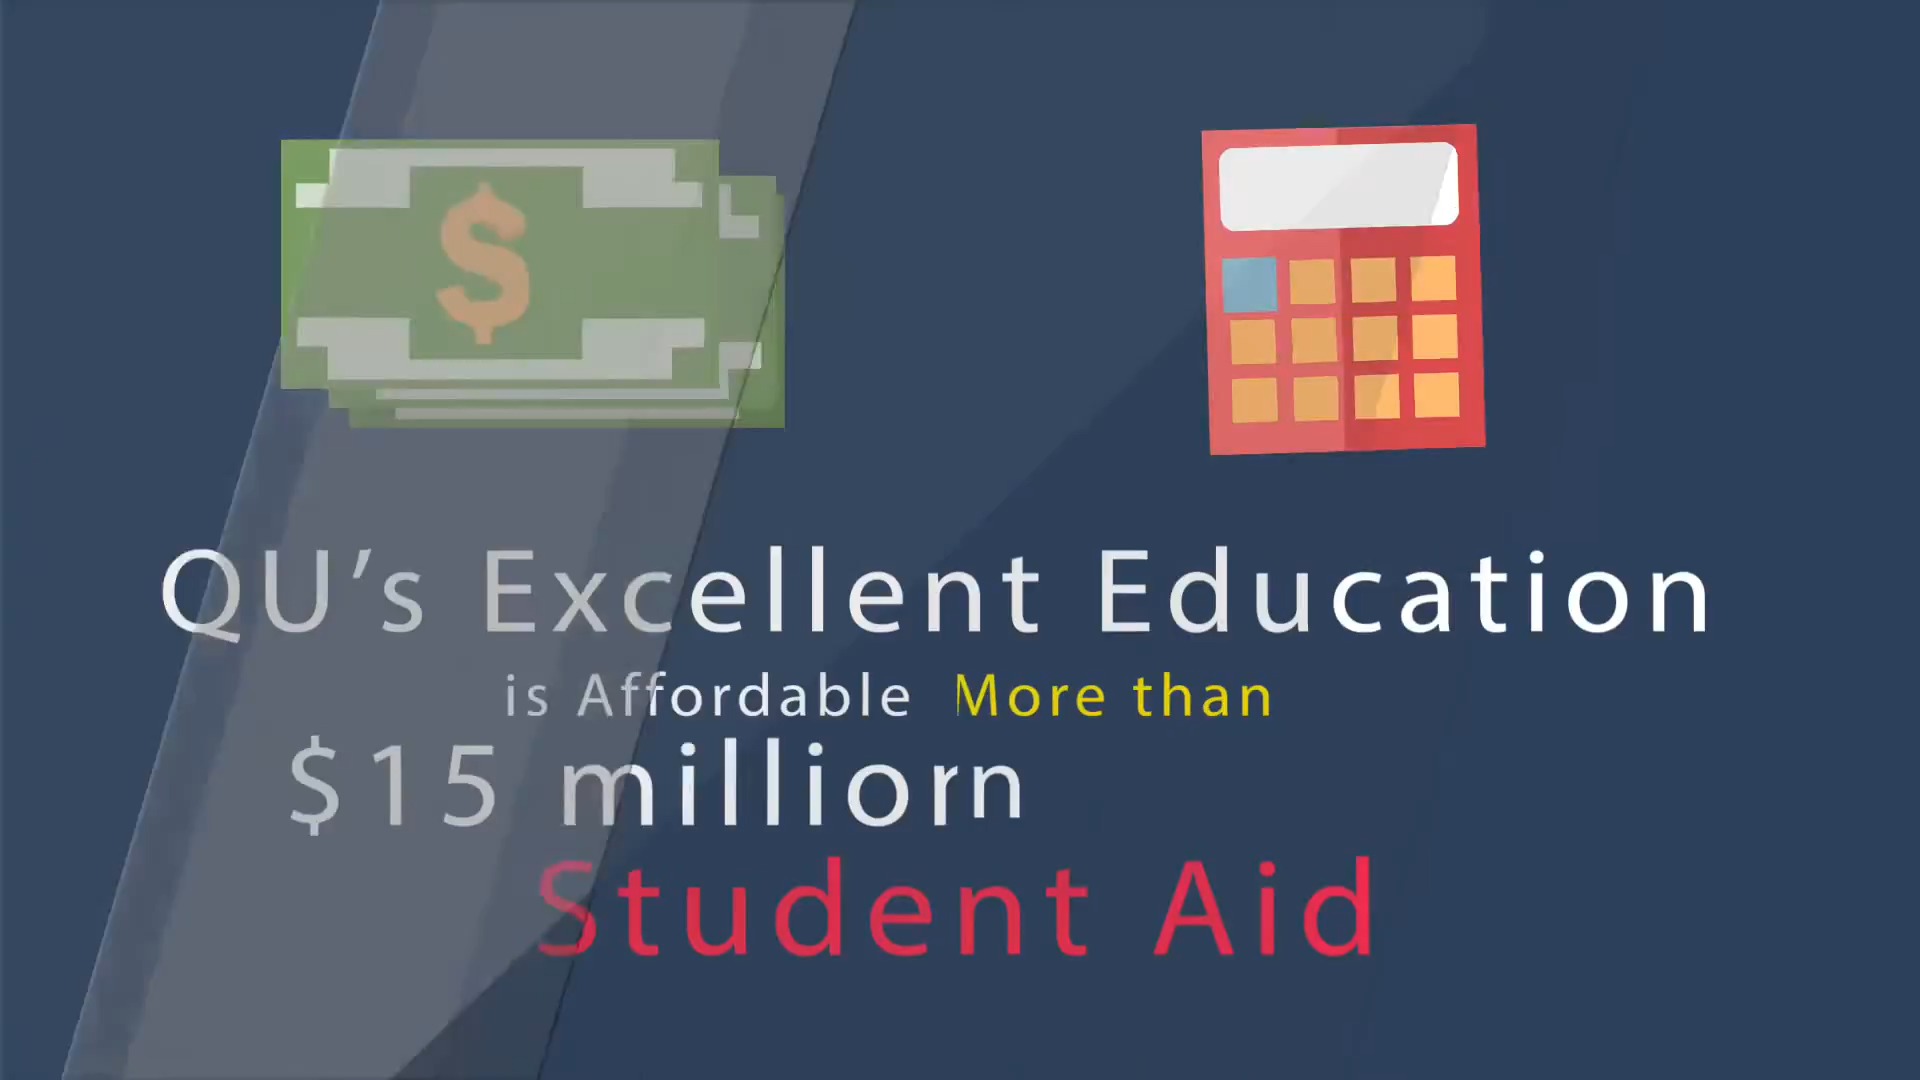 QU’s Excellent Education
is Affordable More than
$15 milliorn
Student Aid